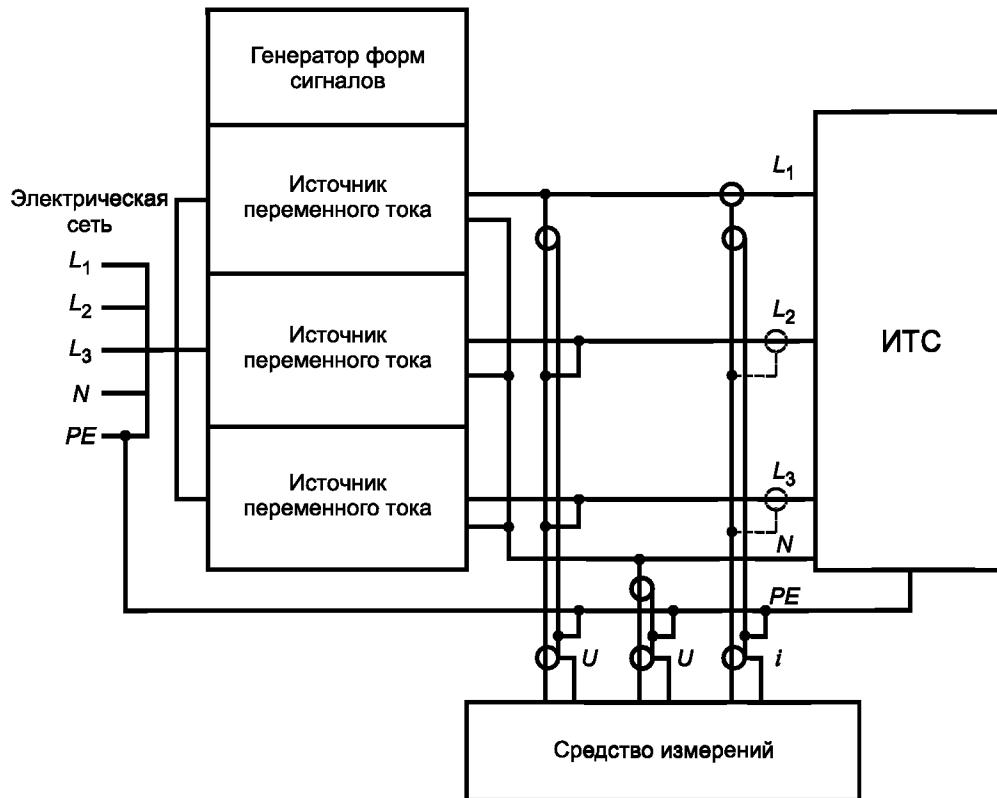 Генератор форм
сигналов
Источник
переменного тока
Электрическая
сеть
L1
L2
L3
N
PE
Источник
переменного тока
Источник
переменного тока
L1
L2
L3
N
PE
ИТС
U
U
i
Средство измерений